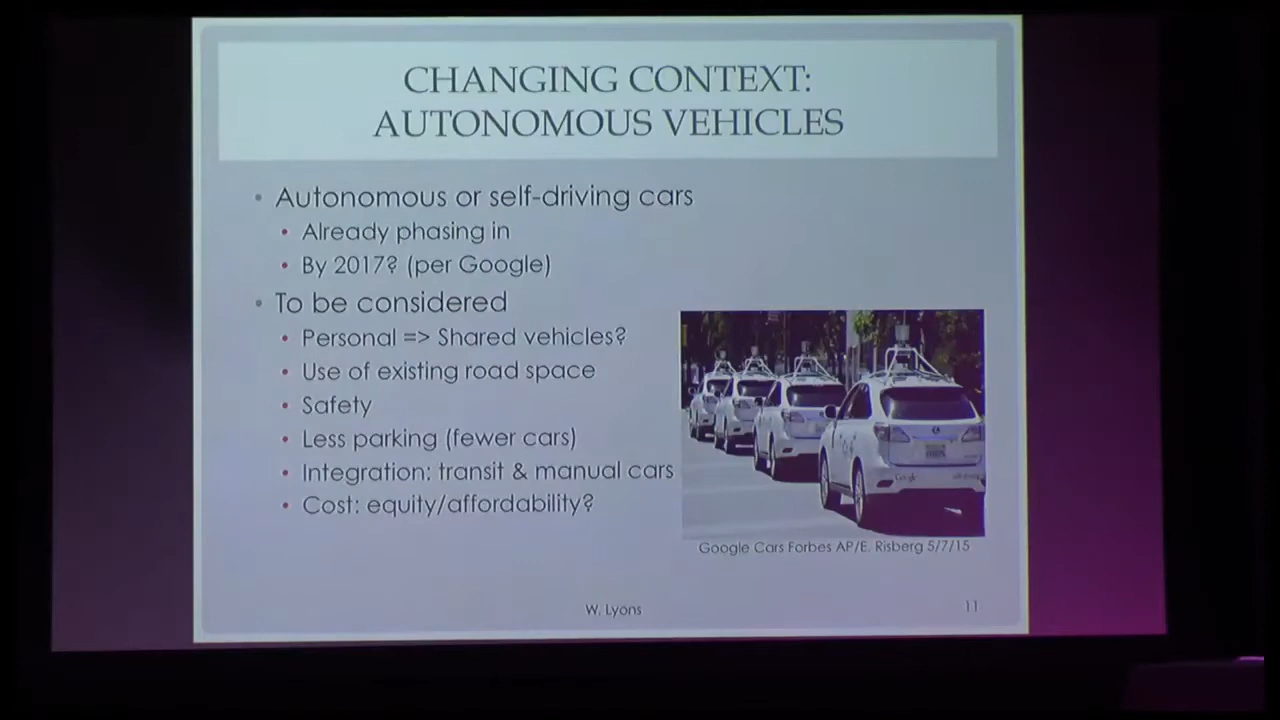 CHANGING CONTEXT:
AUTONOMOUS VEHICLES
• Autonomous or self-driving cars
• Already phasing in
• By 2017? (per Google)
• To be considered
• Personal => Shared vehicles?
• Use of existing road space
• Safety
• Less parking (fewer cars)
• Integration: transit & manual cars
• Cost: equity/affordability?
Google
Google Cars Forbes AP/E. Risberg 5/7/15
W. Lyons
11